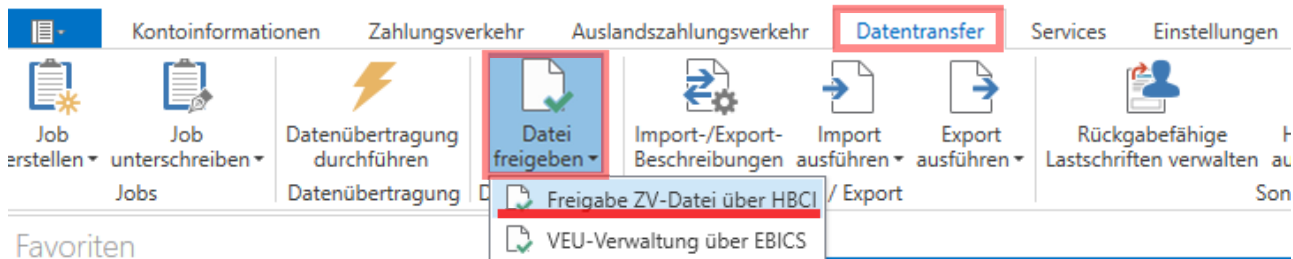 Kontoinformationen Zahlungsverkehr Auslandszahlungsverkehr Datentransfer Services Einstellungen
Job erstellen
Job unterschreiben
Datenübertragung durchführen
Datei freigeben
Import-/Export-Beschreibungen
Import ausführen
Export ausführen
Rückgabefähige Lastschriften verwalten
Jobs
Datenübertragung
/ Export
Freigabe ZV-Datei über HBCI
VEU-Verwaltung über EBICS
Favoriten